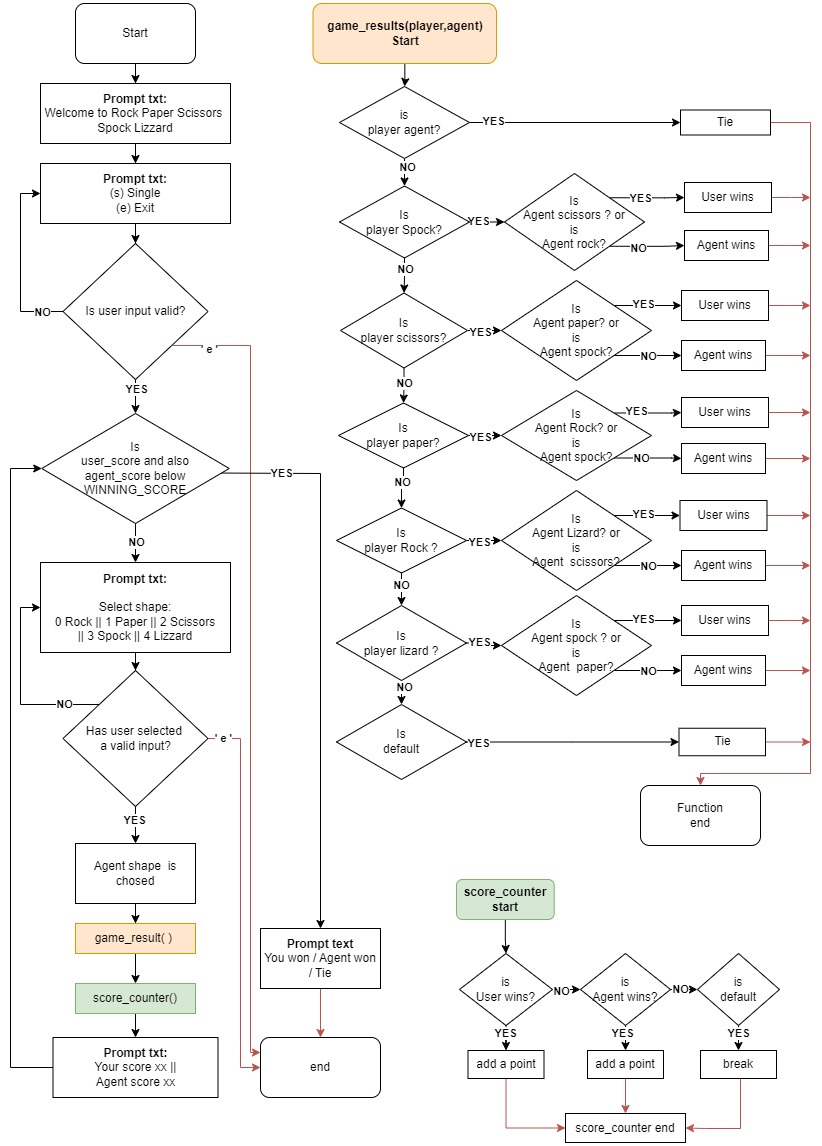 Start
Prompt txt:
Welcome to Rock Paper Scissors
Spock Lizzard
Prompt txt:
(s) Single
(e) Exit
Is user input valid?
NO
' e '
YES
Is
user_score and also
agent_score below
WINNING_SCORE
YES
NO
Prompt txt:
Select shape:
0 Rock || 1 Paper || 2 Scissors
|| 3 Spock || 4 Lizzard
NO
Has user selected
a valid input?
' e '
YES
Agent shape is
chosed
game_result( )
score_counter()
Prompt txt:
Your score xx ||
Agent score xx
Prompt text
You won / Agent won
/ Tie
end
game_results(player,agent)
Start
is
player agent?
YES
Tie
NO
Is
player Spock?
YES
Is
Agent scissors ? or
is
Agent rock?
YES
User wins
NO
Agent wins
NO
Is
player scissors?
YES
Is
Agent paper? or
is
Agent spock?
YES
User wins
NO
Agent wins
NO
Is
player paper?
YES
Is
Agent Rock? or
is
Agent spock?
YES
User wins
NO
Agent wins
NO
Is
player Rock ?
YES
Is
Agent Lizard? or
is
Agent scissors?
YES
User wins
NO
Agent wins
NO
Is
player lizard ?
YES
Is
Agent spock ? or
is
Agent paper?
YES
User wins
NO
Agent wins
NO
Is
default
YES
Tie
Function
end
score_counter
start
is
User wins?
NO
is
Agent wins?
NO
is
default
YES
YES
YES
add a point
add a point
break
score_counter end